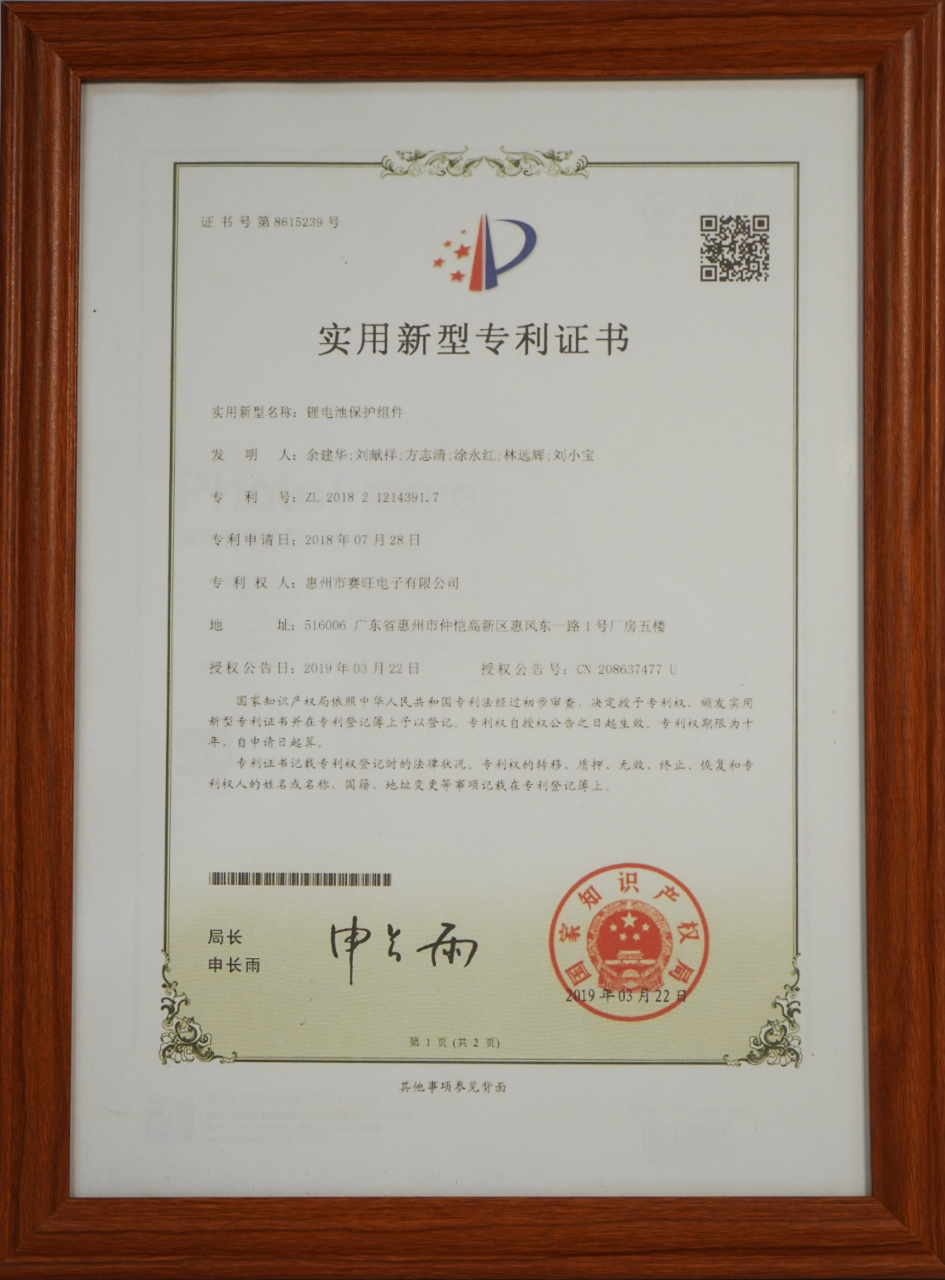 证书号第8615239号
实用新型专利证书
实用新型名称：锂电池保护组件
发明人：余建华;刘献祥;方志清;涂永红;林远辉;刘小宝
专利号：ZL 2018 2 1214391.7
专利申请日：2018年07月28日
专利权人：惠州市赛旺电子有限公司
地址：516006 广东省惠州市仲恺高新区惠风东一路1号厂房五楼
授权公告日：2019年03月22日 授权公告号：CN 208637477 U
国家知识产权局依照中华人民共和国专利法经过初步审查，决定授予专利权，颁发实用
新型专利证书并在专利登记簿上予以登记。专利权自授权公告之日起生效。专利权期限为十
年，自申请日起算。
专利证书记载专利权登记时的法律状况。专利权的转移、质押、无效、终止、恢复和专
利权人的姓名或名称、国籍、地址变更等事项记载在专利登记簿上。
局长
申长雨
申长雨
国家知识产权局
2019年03月22日
第 1 页 (共 2 页)
其他事项参见背面